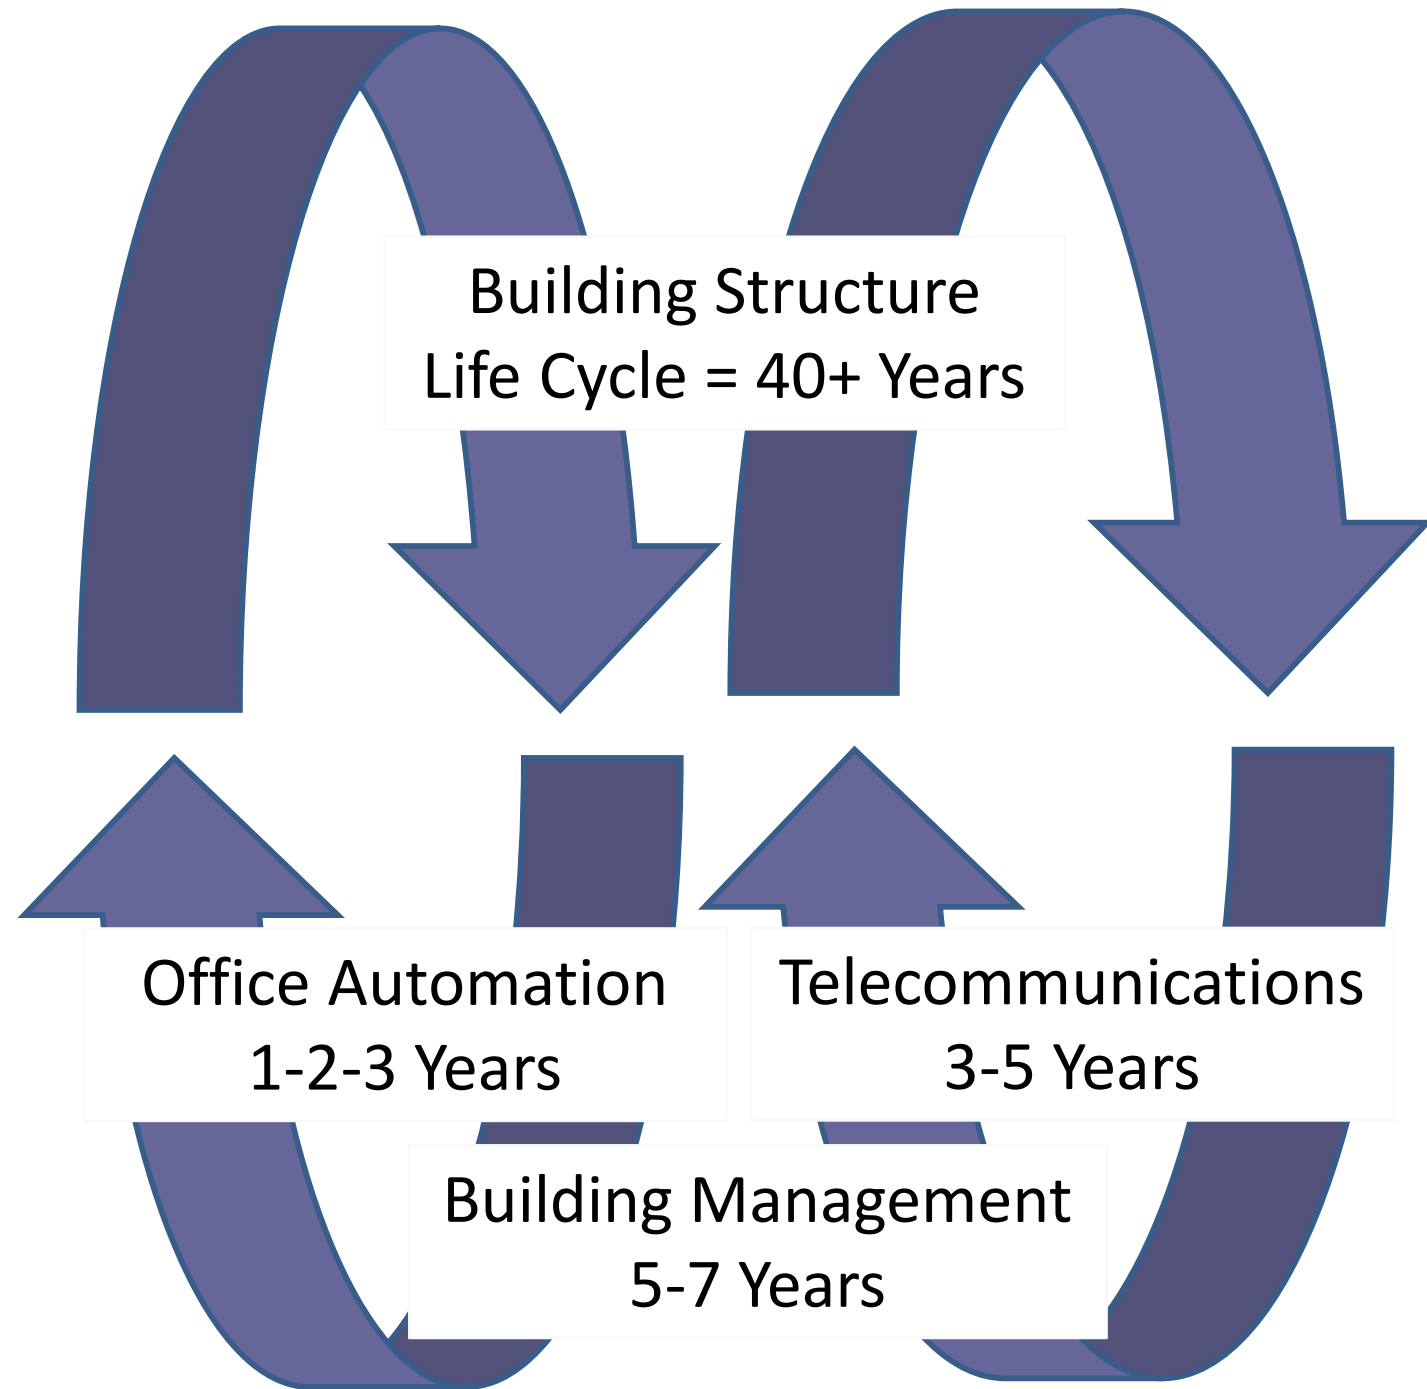 Building Structure
Life Cycle = 40+ Years
Office Automation
1-2-3 Years
Telecommunications
3-5 Years
Building Management
5-7 Years